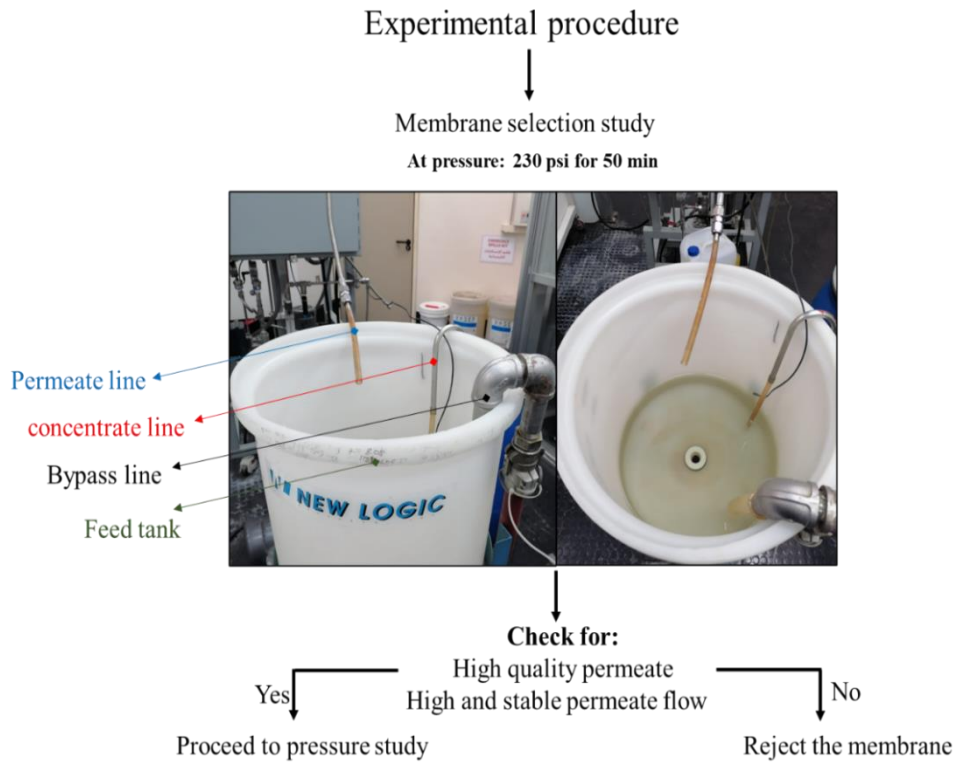 Experimental procedure
Membrane selection study
At pressure: 230 psi for 50 min
Permeate line
concentrate line
Bypass line
Feed tank
NEW LOGIC
Check for:
High quality permeate
High and stable permeate flow
Yes
No
Proceed to pressure study
Reject the membrane